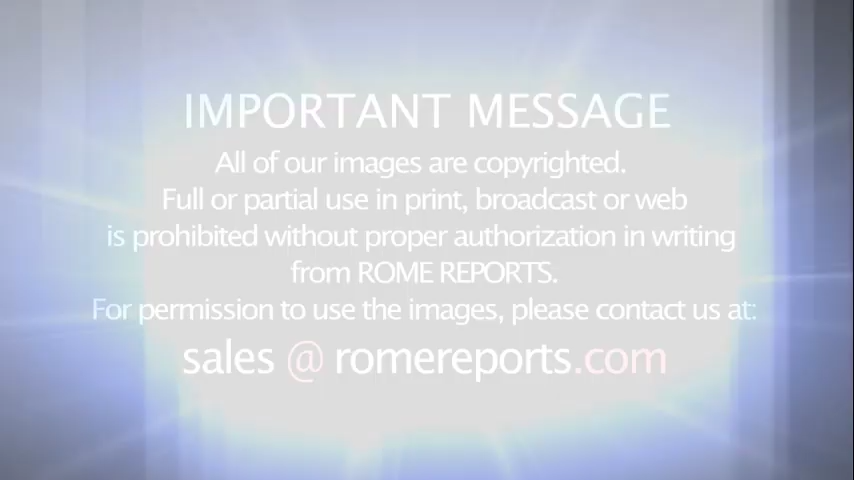 IMPORTANT MESSAGE
All of our images are copyrighted.
Full or partial use in print, broadcast or web
is prohibited without proper authorization in writing
from ROME REPORTS.
For permission to use the images, please contact us at:
sales @ romereports.com